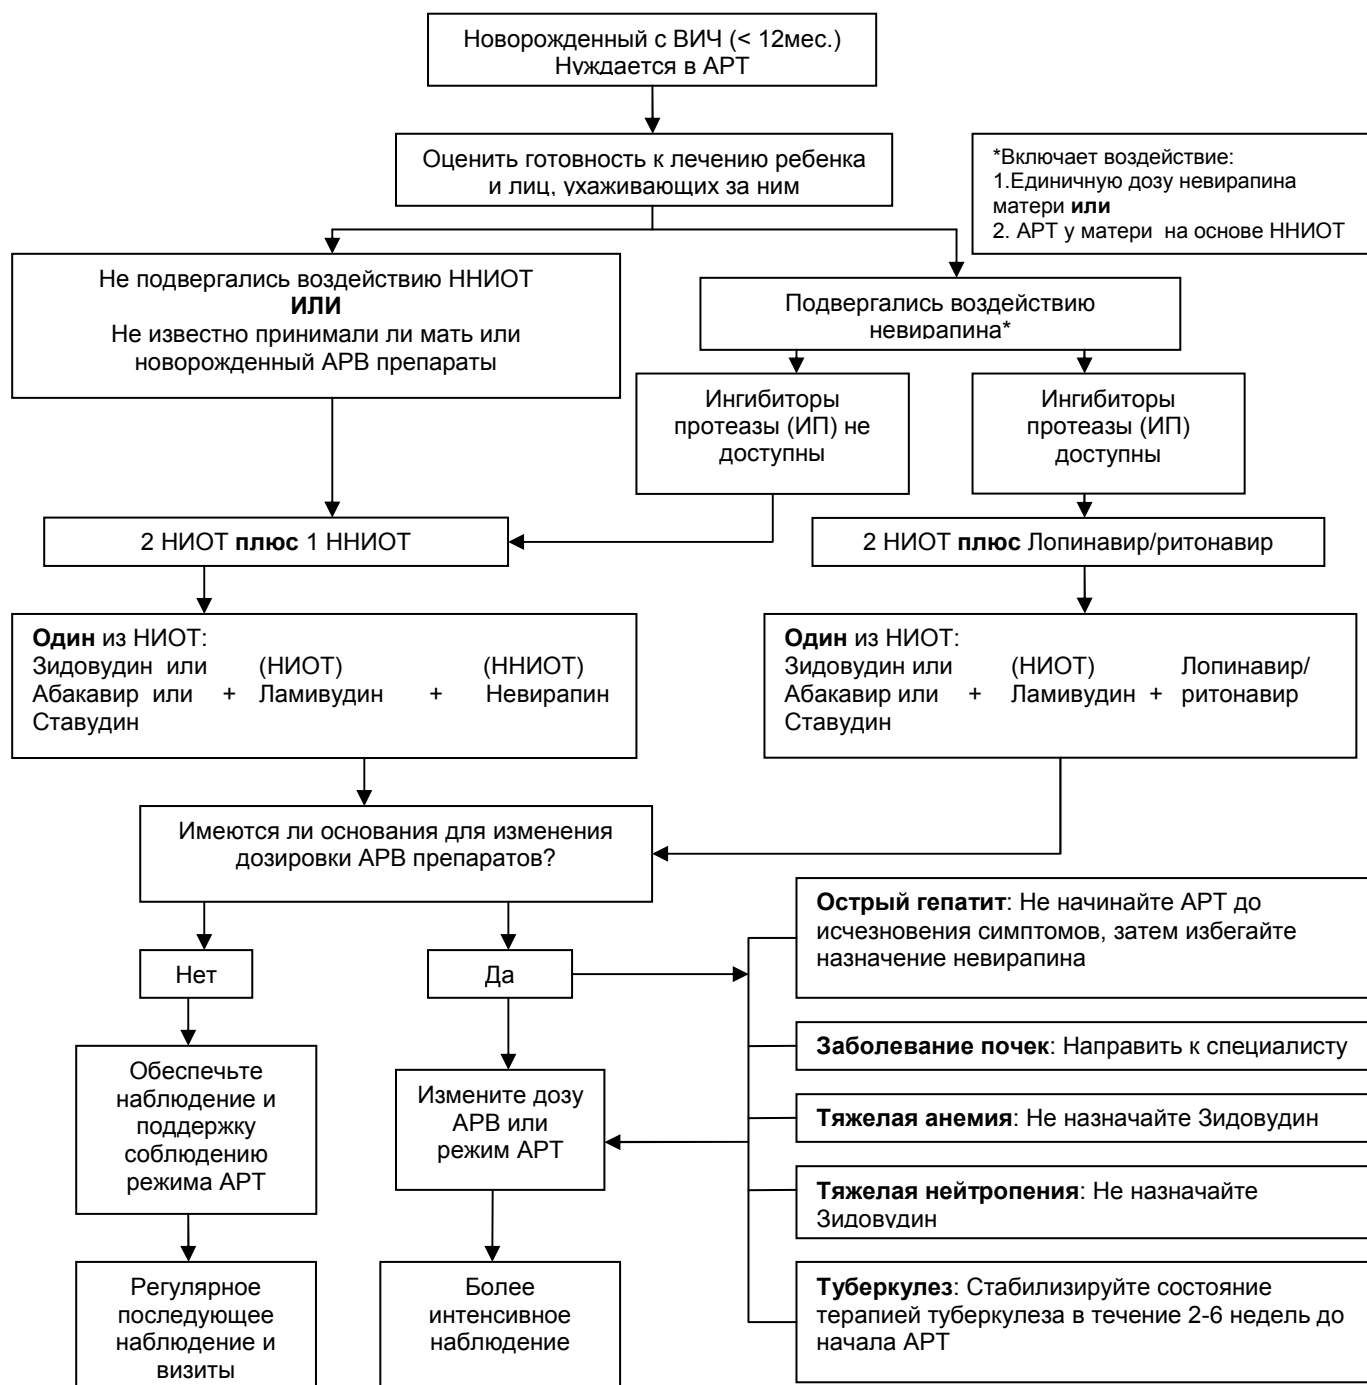 Новорожденный с ВИЧ (< 12мес.)
Нуждается в АРТ
Оценить готовность к лечению ребенка
и лиц, ухаживающих за ним
*Включает воздействие:
1.Единичную дозу невирапина
матери или
2. АРТ у матери на основе ННИОТ
Не подвергались воздействию ННИОТ
ИЛИ
Не известно принимали ли мать или
новорожденный АРВ препараты
Подвергались воздействию
невирапина*
Ингибиторы
протеазы (ИП) не
доступны
Ингибиторы
протеазы (ИП)
доступны
2 НИОТ плюс 1 ННИОТ
2 НИОТ плюс Лопинавир/ритонавир
Один из НИОТ:
Зидовудин или (НИОТ) (ННИОТ)
Абакавир или + Ламивудин + Невирапин
Ставудин
Один из НИОТ:
Зидовудин или (НИОТ) Лопинавир/
Абакавир или + Ламивудин + ритонавир
Ставудин
Имеются ли основания для изменения
дозировки АРВ препаратов?
Нет
Да
Обеспечьте
наблюдение и
поддержку
соблюдению
режима АРТ
Измените дозу
АРВ или
режим АРТ
Регулярное
последующее
наблюдение и
визиты
Более
интенсивное
наблюдение
Острый гепатит: Не начинайте АРТ до
исчезновения симптомов, затем избегайте
назначение невирапина
Заболевание почек: Направить к специалисту
Тяжелая анемия: Не назначайте Зидовудин
Тяжелая нейтропения: Не назначайте
Зидовудин
Туберкулез: Стабилизируйте состояние
терапией туберкулеза в течение 2-6 недель до
начала АРТ